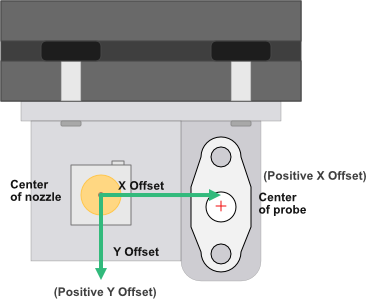 (Positive X Offset)
Center
of nozzle
X Offset
Center
of probe
Y Offset
(Positive Y Offset)